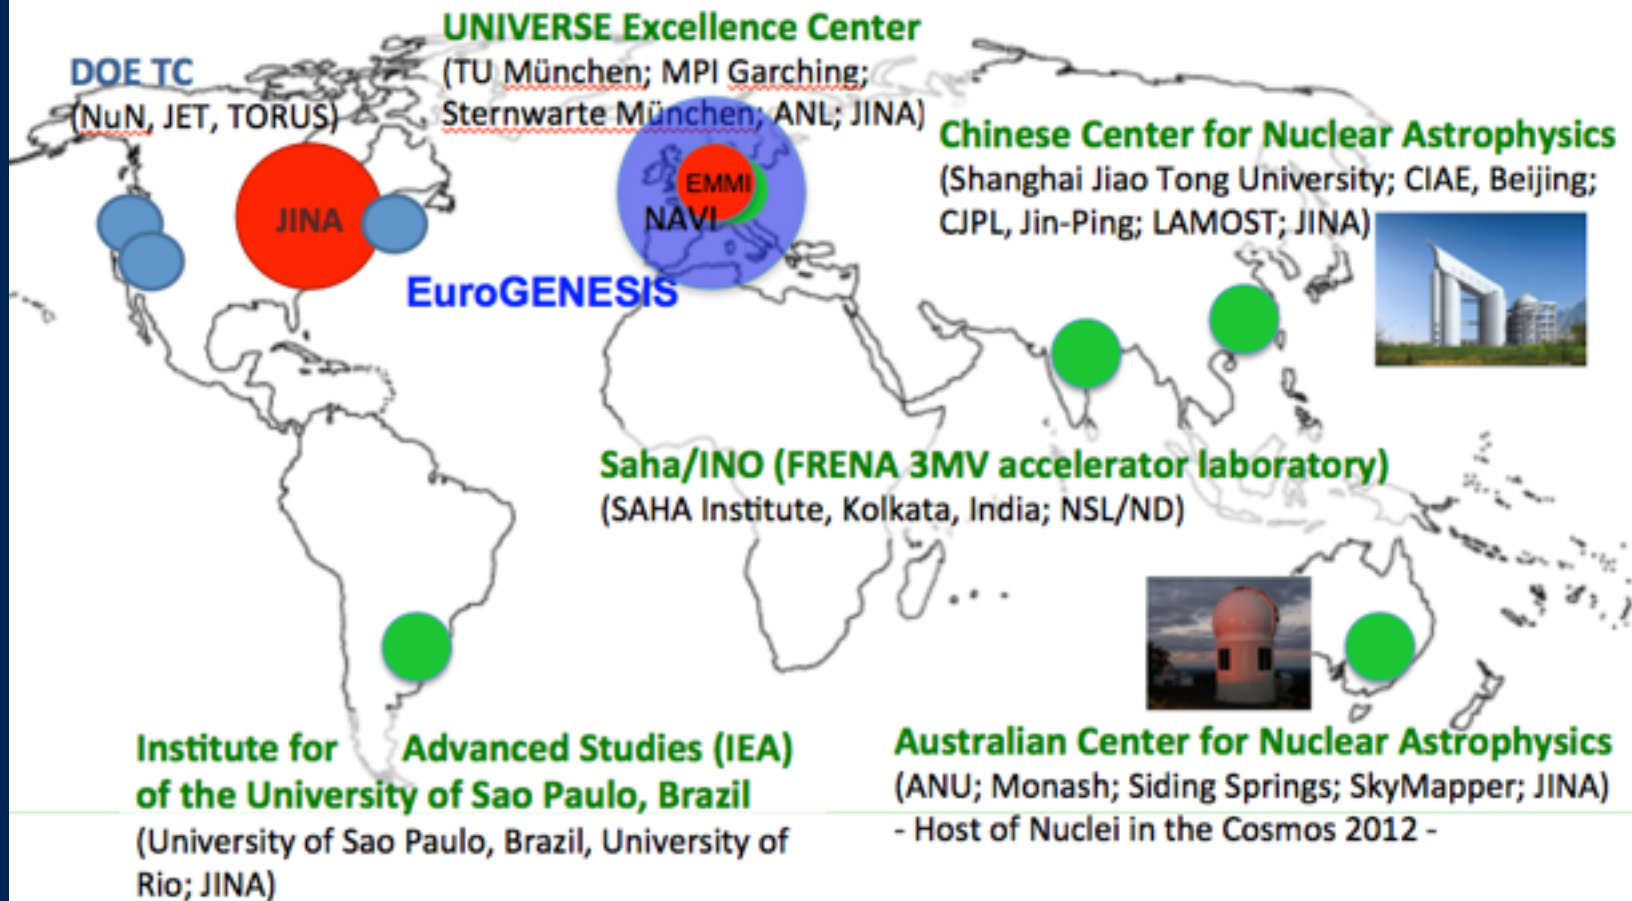 UNIVERSE Excellence Center
(TU München; MPI Garching;
Sternwarte München; ANL; JINA)
DOE TC
(NuN, JET, TORUS)
Chinese Center for Nuclear Astrophysics
(Shanghai Jiao Tong University; CIAE, Beijing;
CJPL, Jin-Ping; LAMOST; JINA)
JINA
EMMI
NAVI
EuroGENESIS
Saha/INO (FRENA 3MV accelerator laboratory)
(SAHA Institute, Kolkata, India; NSL/ND)
Institute for Advanced Studies (IEA)
of the University of Sao Paulo, Brazil
(University of Sao Paulo, Brazil, University of
Rio; JINA)
Australian Center for Nuclear Astrophysics
(ANU; Monash; Siding Springs; SkyMapper; JINA)
- Host of Nuclei in the Cosmos 2012 -